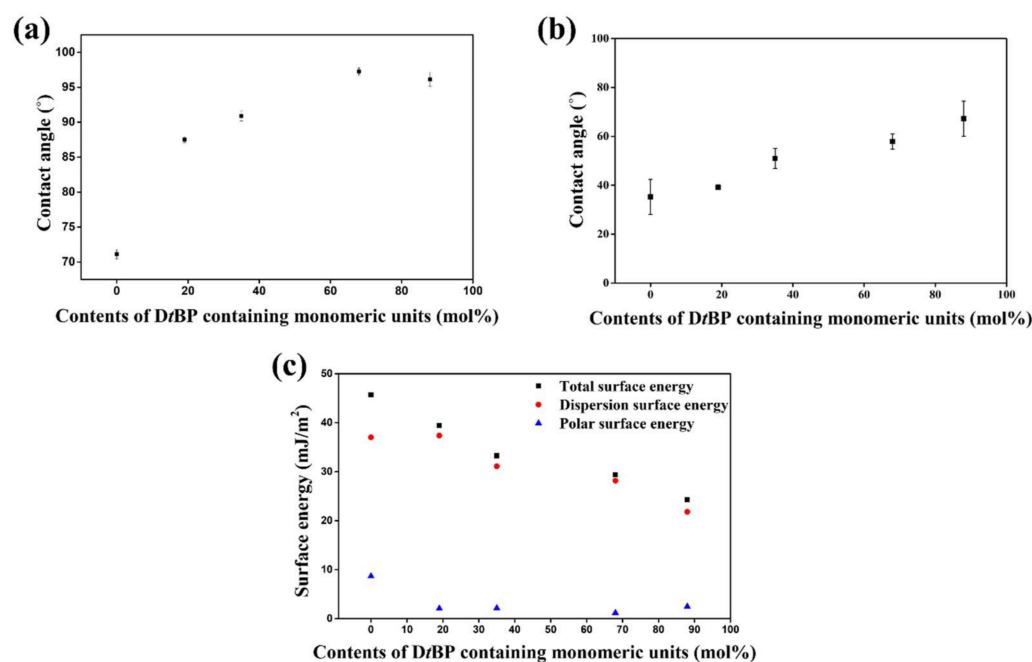 (a)
100
95
90
85
80
75
70
0 20 40 60 80 100
Contact angle (°)
Contents of DtBP containing monomeric units (mol%)
(b)
100
80
60
40
20
0
0 20 40 60 80 100
Contact angle (°)
Contents of DtBP containing monomeric units (mol%)
(c)
50
40
30
20
10
0
0 10 20 30 40 50 60 70 80 90 100
Surface energy (mJ/m²)
Total surface energy
Dispersion surface energy
Polar surface energy
Contents of DtBP containing monomeric units (mol%)